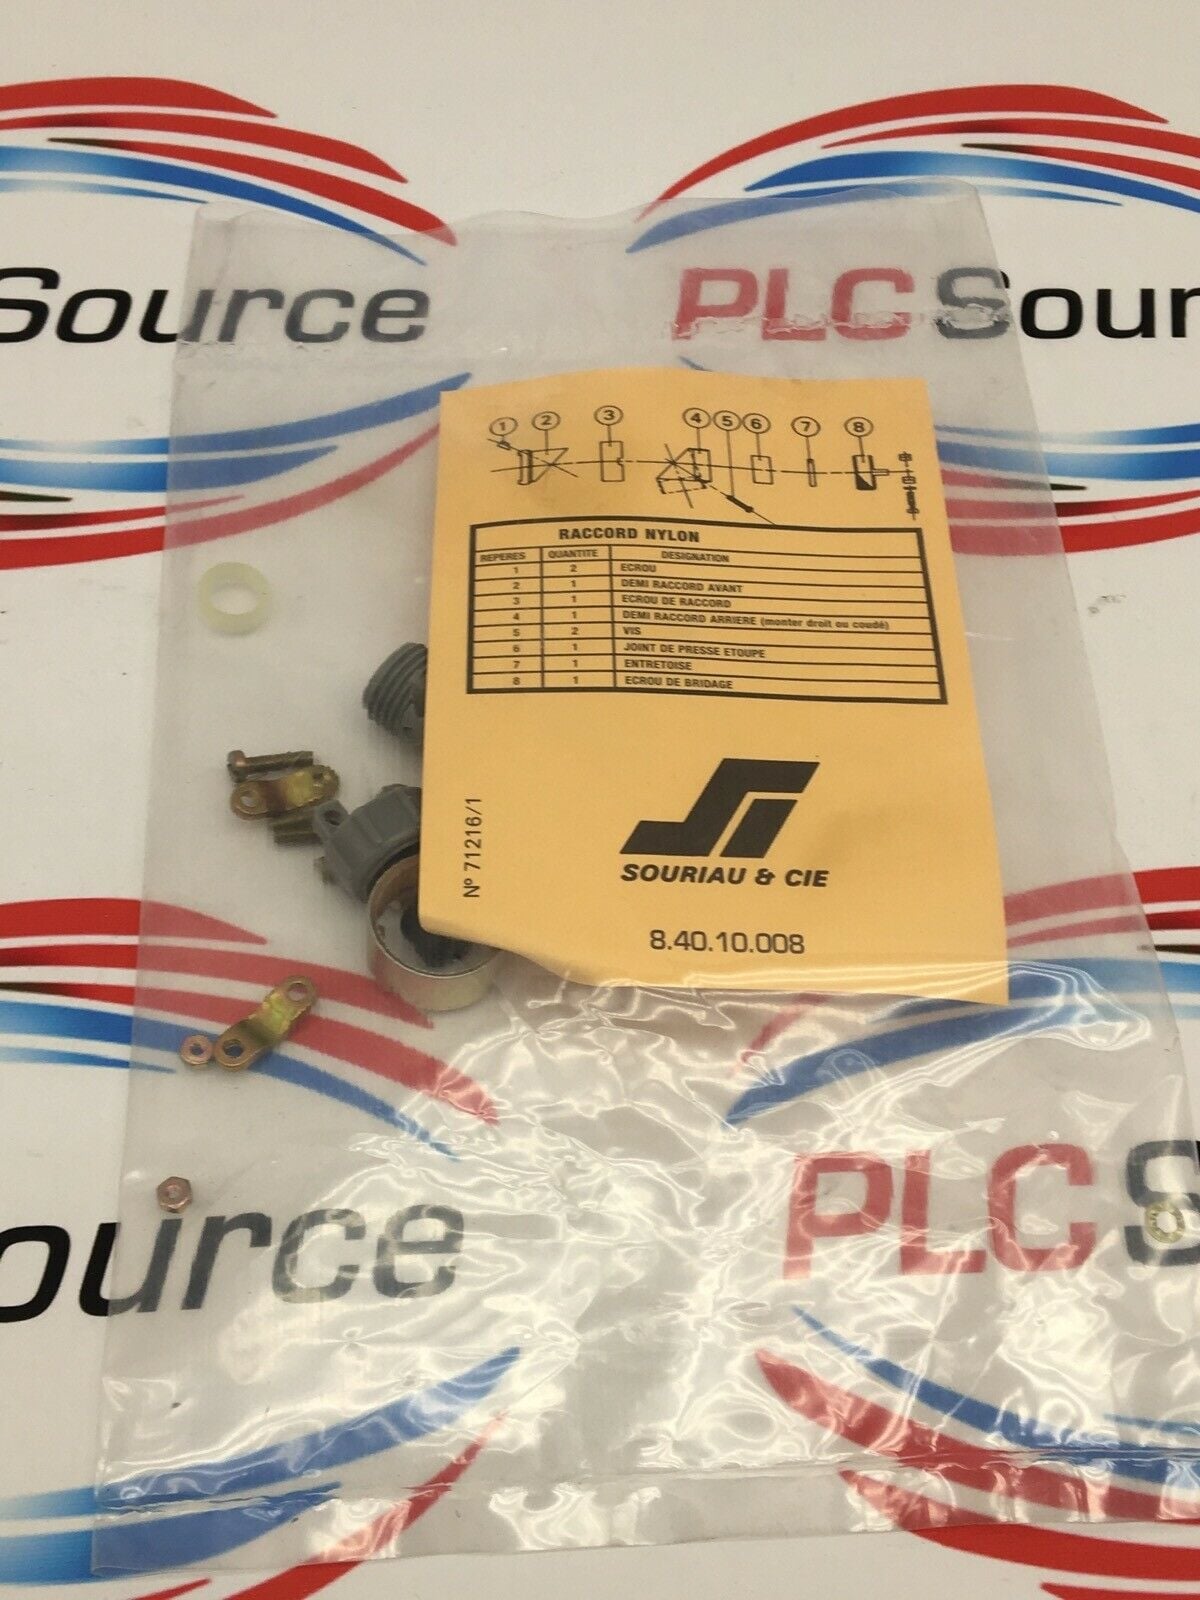 Source
PLC Sour
1 2 3 4 5 6 7 8
RACCORD NYLON
REPERES QUANTITE DESIGNATION
1 2 ECROU
2 1 DEMI RACCORD AVANT
3 1 ECROU DE RACCORD
4 1 DEMI RACCORD ARRIERE (monter droit ou coudé)
5 2 VIS
6 1 JOINT DE PRESSE ETOUPE
7 1 ENTRETOISE
8 1 ECROU DE BRIDAGE
Nº 71216/1
SOURIAU & CIE
8.40.10.008
ource
PLC S